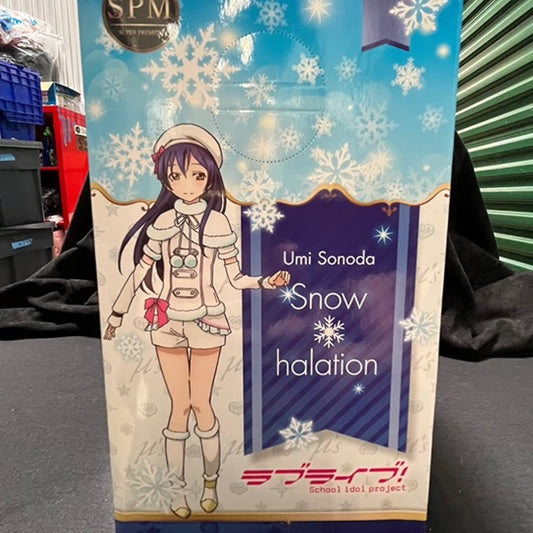 SPM
SUPER PREMIUM
Umi Sonoda
Snow
halation
μ's
μ's
ラブライブ!
School idol project